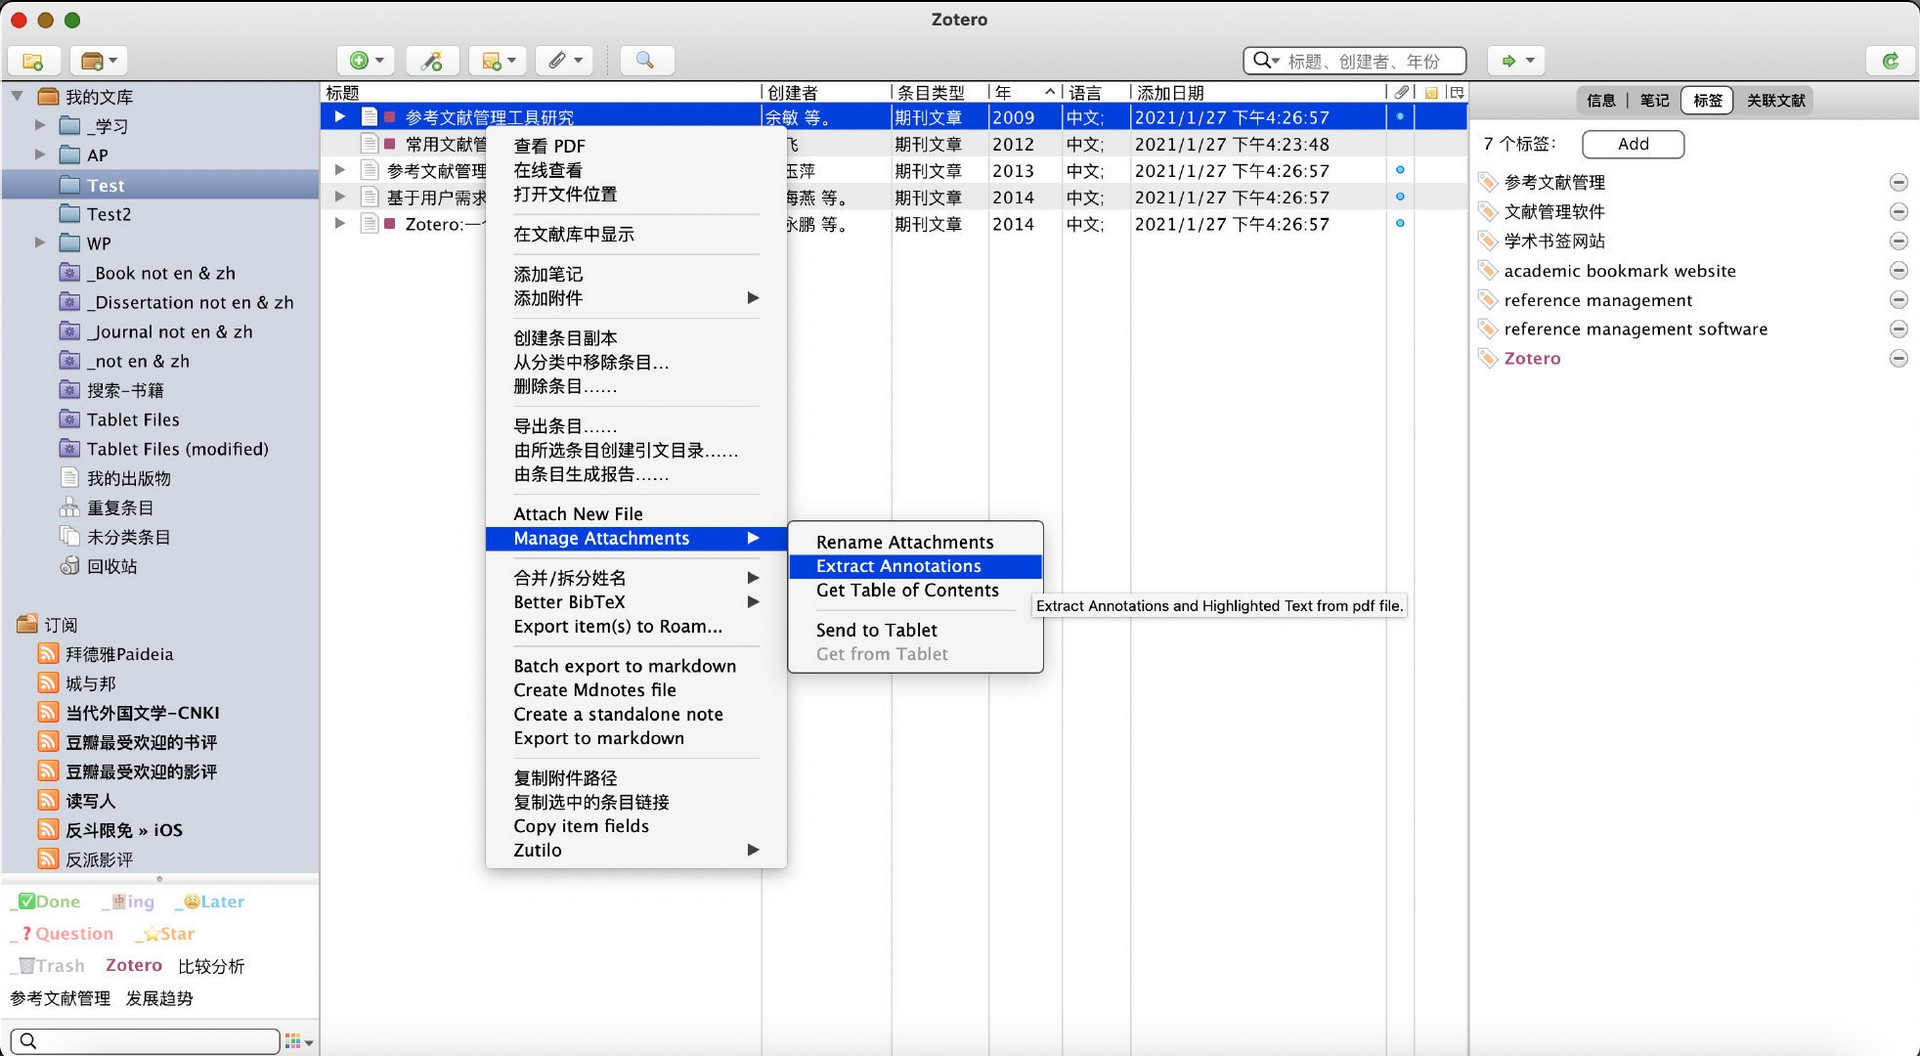 Zotero
标题、创建者、年份
我的文库
_学习
AP
Test
Test2
WP
_Book not en & zh
_Dissertation not en & zh
_Journal not en & zh
_not en & zh
搜索-书籍
Tablet Files
Tablet Files (modified)
我的出版物
重复条目
未分类条目
回收站
订阅
拜德雅Paideia
城与邦
当代外国文学-CNKI
豆瓣最受欢迎的书评
豆瓣最受欢迎的影评
读写人
反斗限免 » iOS
反派影评
_✅Done _🀄ing _😫Later
_❓Question _⭐Star
_🗑Trash Zotero 比较分析
参考文献管理 发展趋势
标题 创建者 条目类型 年 语言 添加日期
参考文献管理工具研究 余敏 等。 期刊文章 2009 中文; 2021/1/27 下午4:26:57
常用文献管 飞 期刊文章 2012 中文; 2021/1/27 下午4:23:48
参考文献管理 玉萍 期刊文章 2013 中文; 2021/1/27 下午4:26:57
基于用户需求 海燕 等。 期刊文章 2014 中文; 2021/1/27 下午4:26:57
Zotero:一个 永鹏 等。 期刊文章 2014 中文; 2021/1/27 下午4:26:57
查看 PDF
在线查看
打开文件位置
在文献库中显示
添加笔记
添加附件
创建条目副本
从分类中移除条目...
删除条目......
导出条目......
由所选条目创建引文目录......
由条目生成报告......
Attach New File
Manage Attachments
合并/拆分姓名
Better BibTeX
Export item(s) to Roam...
Batch export to markdown
Create Mdnotes file
Create a standalone note
Export to markdown
复制附件路径
复制选中的条目链接
Copy item fields
Zutilo
Rename Attachments
Extract Annotations
Get Table of Contents
Send to Tablet
Get from Tablet
Extract Annotations and Highlighted Text from pdf file.
信息 笔记 标签 关联文献
7 个标签: Add
参考文献管理
文献管理软件
学术书签网站
academic bookmark website
reference management
reference management software
Zotero